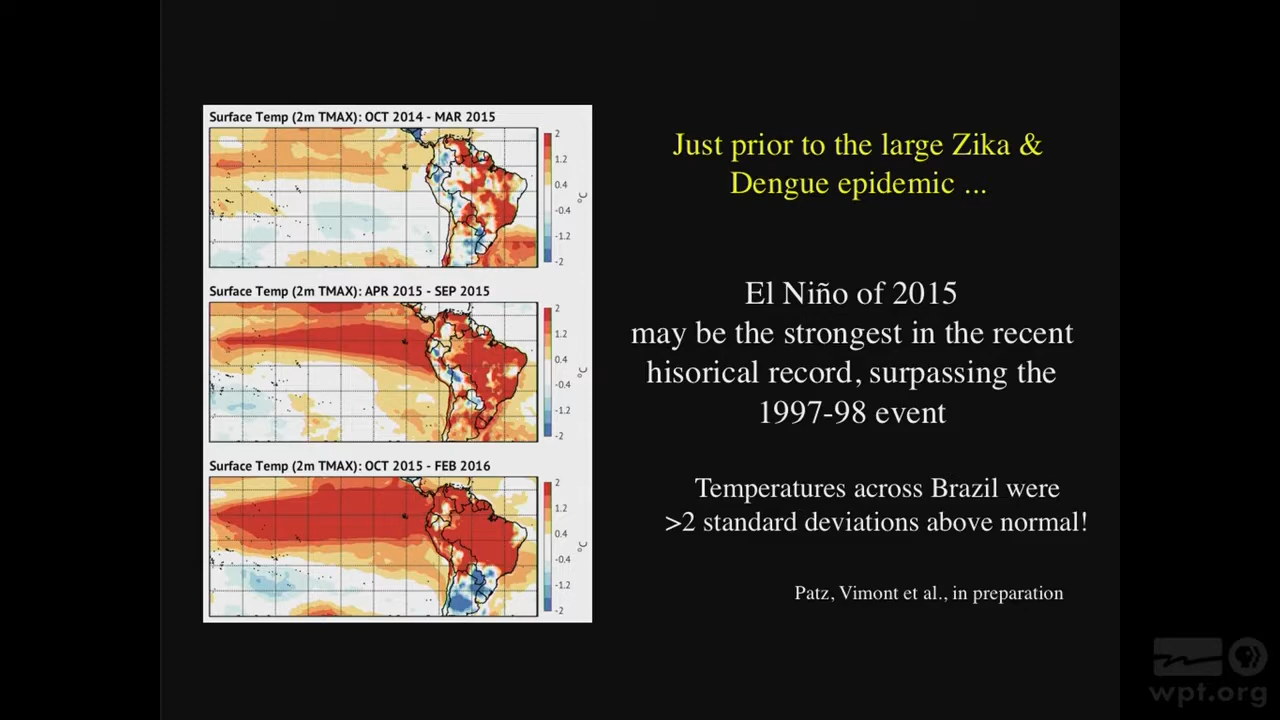 Surface Temp (2m TMAX): OCT 2014 - MAR 2015
2
1.2
0.4
-0.4
-1.2
-2
°C
Surface Temp (2m TMAX): APR 2015 - SEP 2015
2
1.2
0.4
-0.4
-1.2
-2
°C
Surface Temp (2m TMAX): OCT 2015 - FEB 2016
2
1.2
0.4
-0.4
-1.2
-2
°C
Just prior to the large Zika &
Dengue epidemic ...
El Niño of 2015
may be the strongest in the recent
hisorical record, surpassing the
1997-98 event
Temperatures across Brazil were
>2 standard deviations above normal!
Patz, Vimont et al., in preparation
PBS
wpt.org